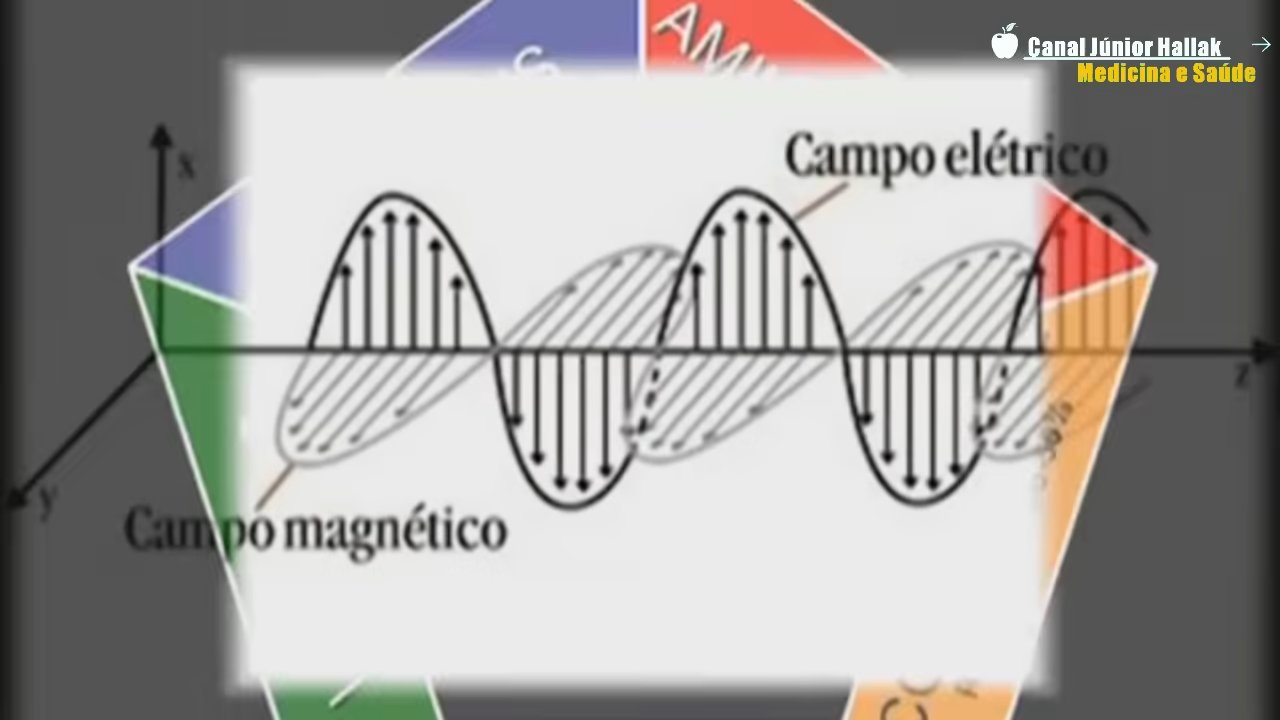 Canal Júnior Hallak
Medicina e Saúde
x
Campo elétrico
z
y
Campo magnético